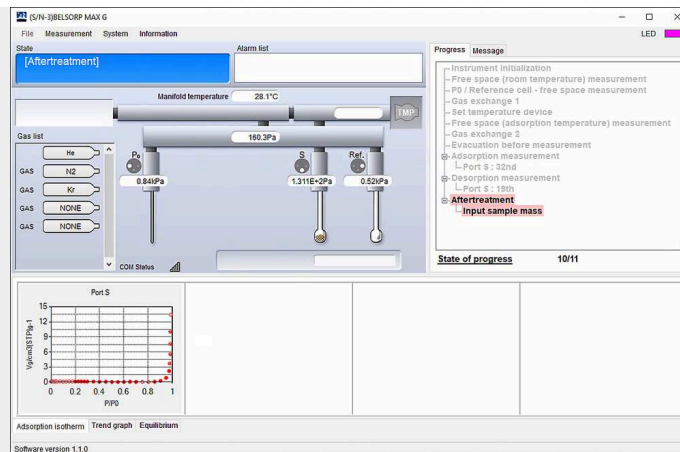 (S/N-3)BELSORP MAX G
File Measurement System Information
LED
State
Alarm list
[Aftertreatment]
Progress Message
Instrument initialization
Free space (room temperature) measurement
P0 / Reference cell - free space measurement
Gas exchange 1
Set temperature device
Free space (adsorption temperature) measurement
Gas exchange 2
Evacuation before measurement
Adsorption measurement
Port S : 32nd
Desorption measurement
Port S : 19th
Aftertreatment
Input sample mass
State of progress 10/11
Manifold temperature 28.1°C
TMP
160.3Pa
Gas list
He
GAS N2
GAS Kr
GAS NONE
GAS NONE
P₀ S Ref.
0.84kPa 1.311E+2Pa 0.52kPa
COM Status
Port S
Vg/cm3(STP)g-1
15
12
9
6
3
0
0 0.2 0.4 0.6 0.8 1
P/P0
Adsorption isotherm Trend graph Equilibrium
Software version 1.1.0